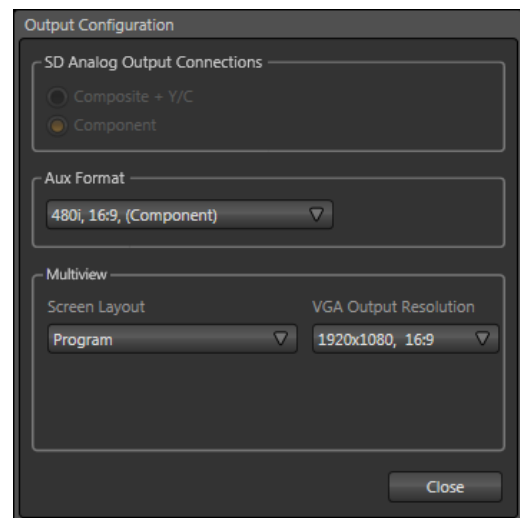 Output Configuration
SD Analog Output Connections
Composite + Y/C
Component
Aux Format
480i, 16:9, (Component)
Multiview
Screen Layout
VGA Output Resolution
Program
1920x1080, 16:9
Close